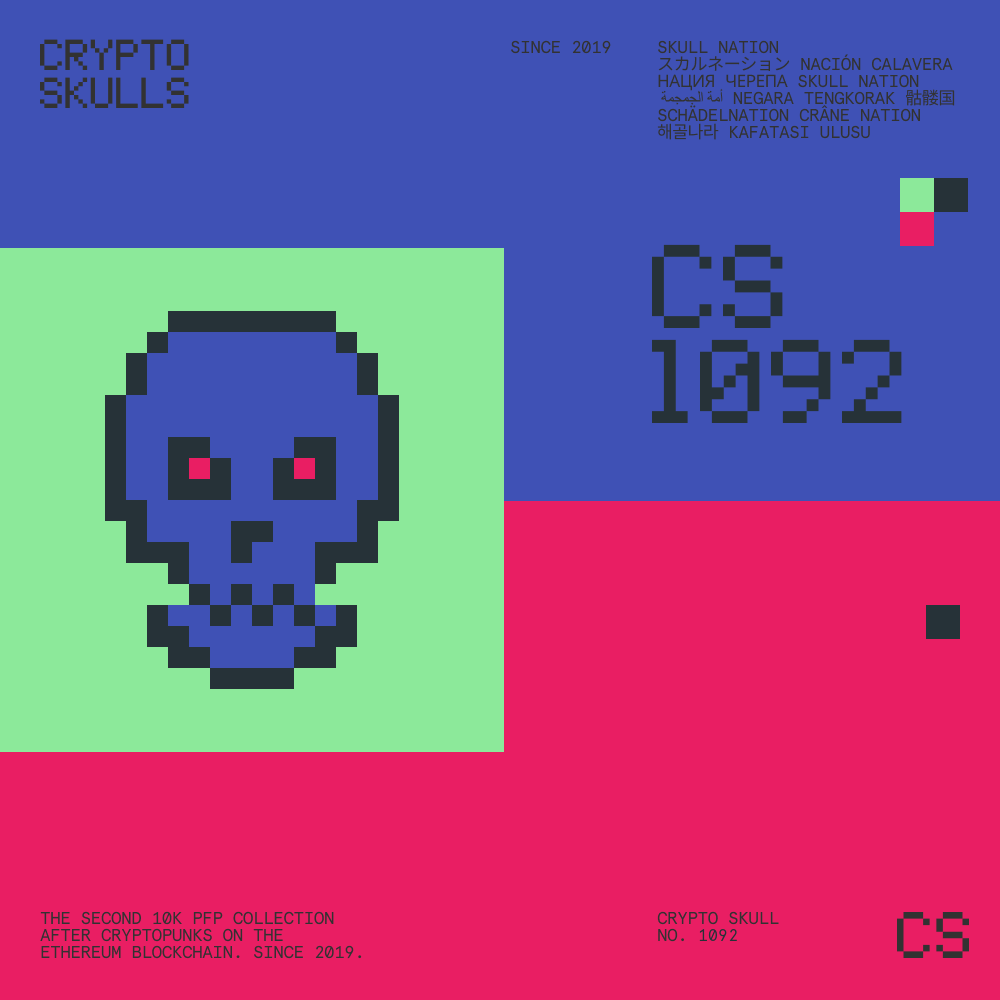 CRYPTO
SKULLS
SINCE 2019
SKULL NATION
スカルネーション NACIÓN CALAVERA
НАЦИЯ ЧЕРЕПА SKULL NATION
أمة الجمجمة NEGARA TENGKORAK 骷髅国
SCHÄDELNATION CRÂNE NATION
해골나라 KAFATASI ULUSU
CS
1092
THE SECOND 10K PFP COLLECTION
AFTER CRYPTOPUNKS ON THE
ETHEREUM BLOCKCHAIN. SINCE 2019.
CRYPTO SKULL
NO. 1092
CS